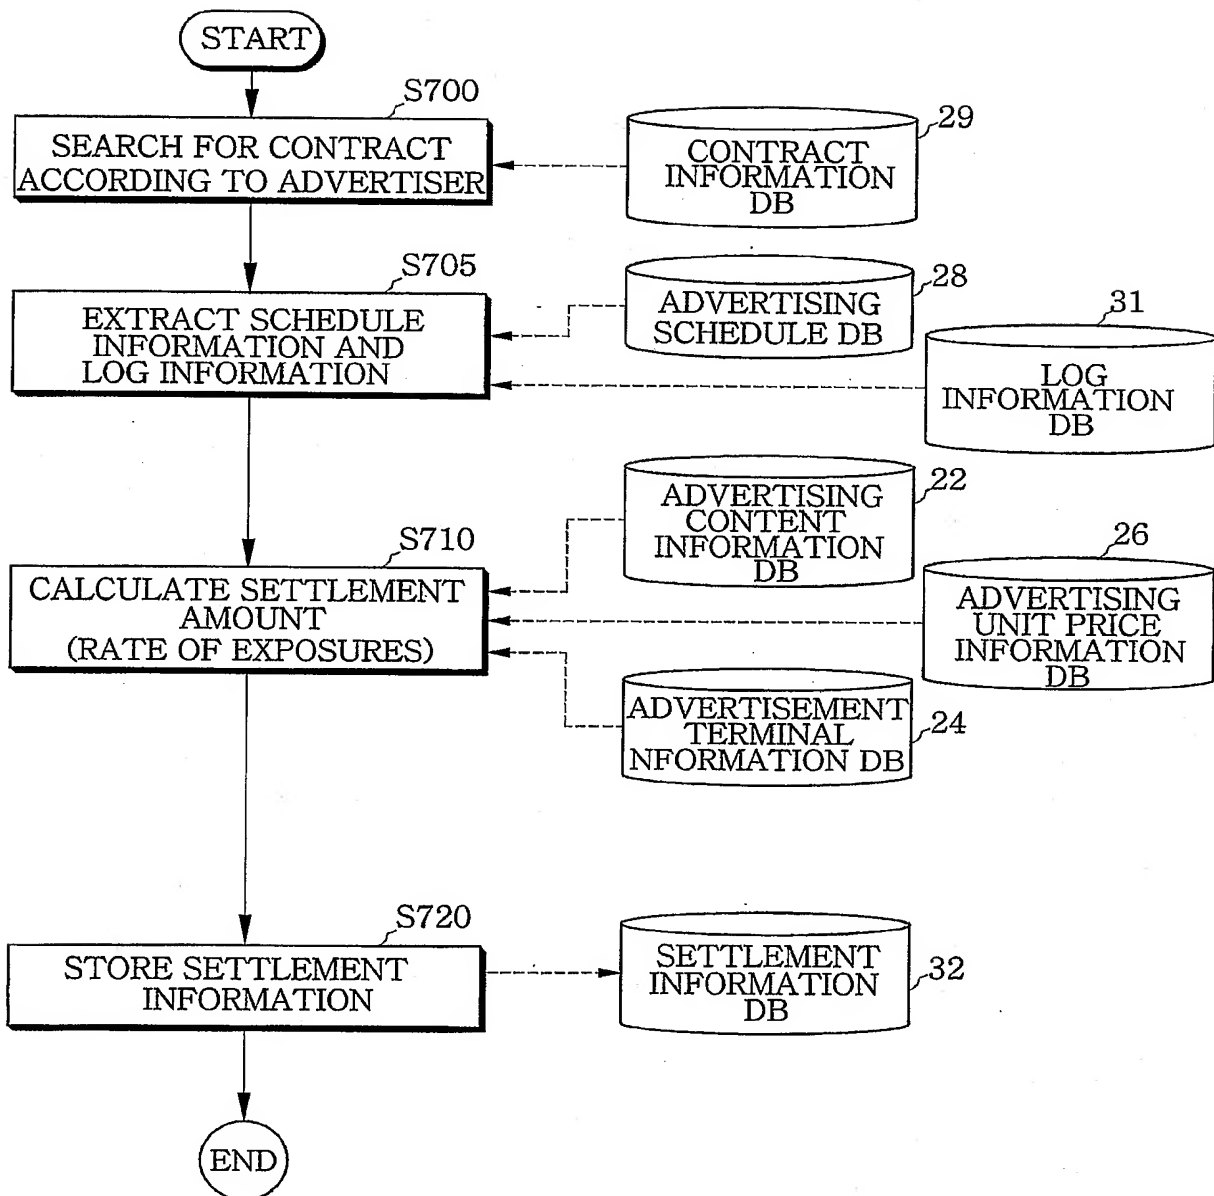 START
S700
SEARCH FOR CONTRACT
ACCORDING TO ADVERTISER
29
CONTRACT
INFORMATION
DB
S705
EXTRACT SCHEDULE
INFORMATION AND
LOG INFORMATION
28
ADVERTISING
SCHEDULE DB
31
LOG
INFORMATION
DB
22
ADVERTISING
CONTENT
INFORMATION
DB
S710
CALCULATE SETTLEMENT
AMOUNT
(RATE OF EXPOSURES)
26
ADVERTISING
UNIT PRICE
INFORMATION
DB
24
ADVERTISEMENT
TERMINAL
NFORMATION DB
S720
STORE SETTLEMENT
INFORMATION
SETTLEMENT
INFORMATION
DB
32
END